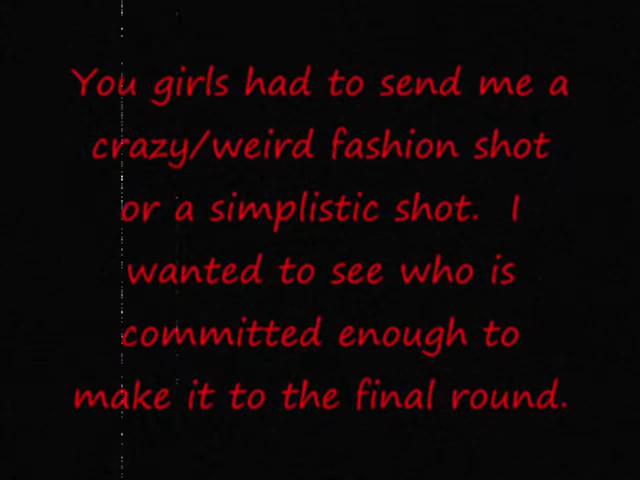 You girls had to send me a
crazy/weird fashion shot
or a simplistic shot.  I
wanted to see who is
committed enough to
make it to the final round.